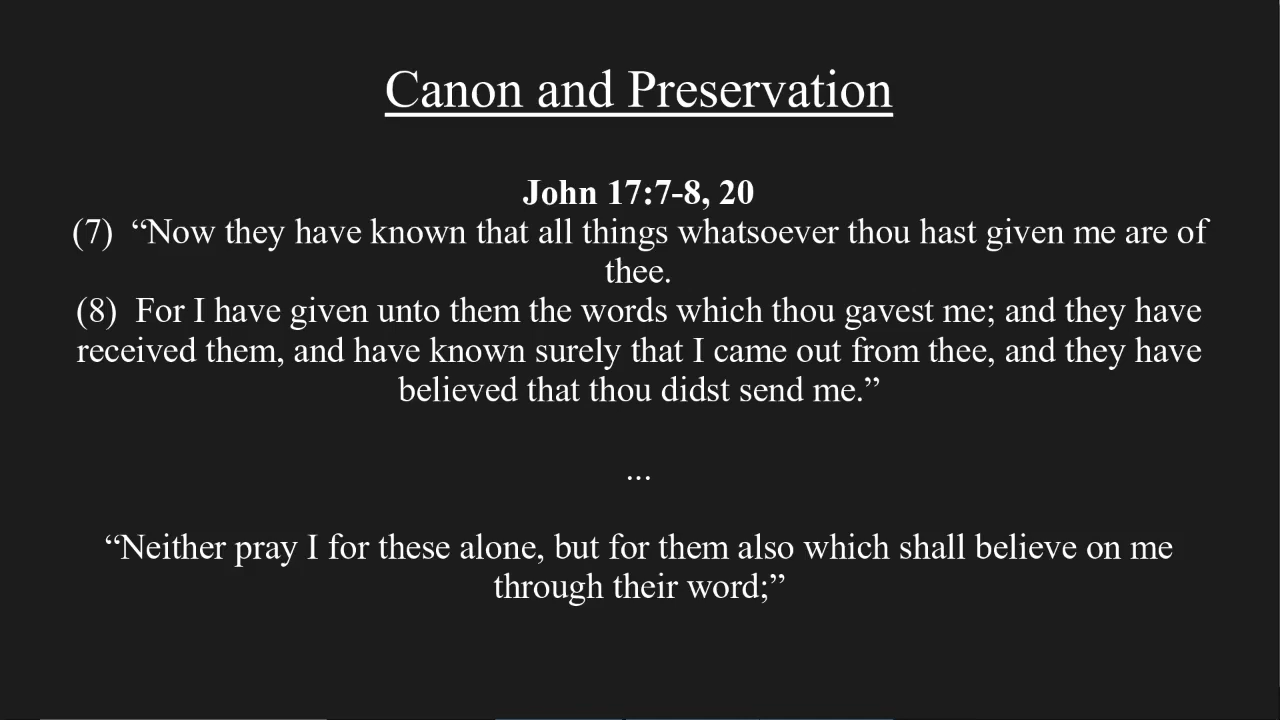 Canon and Preservation
John 17:7-8, 20
(7)  “Now they have known that all things whatsoever thou hast given me are of
thee.
(8)  For I have given unto them the words which thou gavest me; and they have
received them, and have known surely that I came out from thee, and they have
believed that thou didst send me.”
...
“Neither pray I for these alone, but for them also which shall believe on me
through their word;”